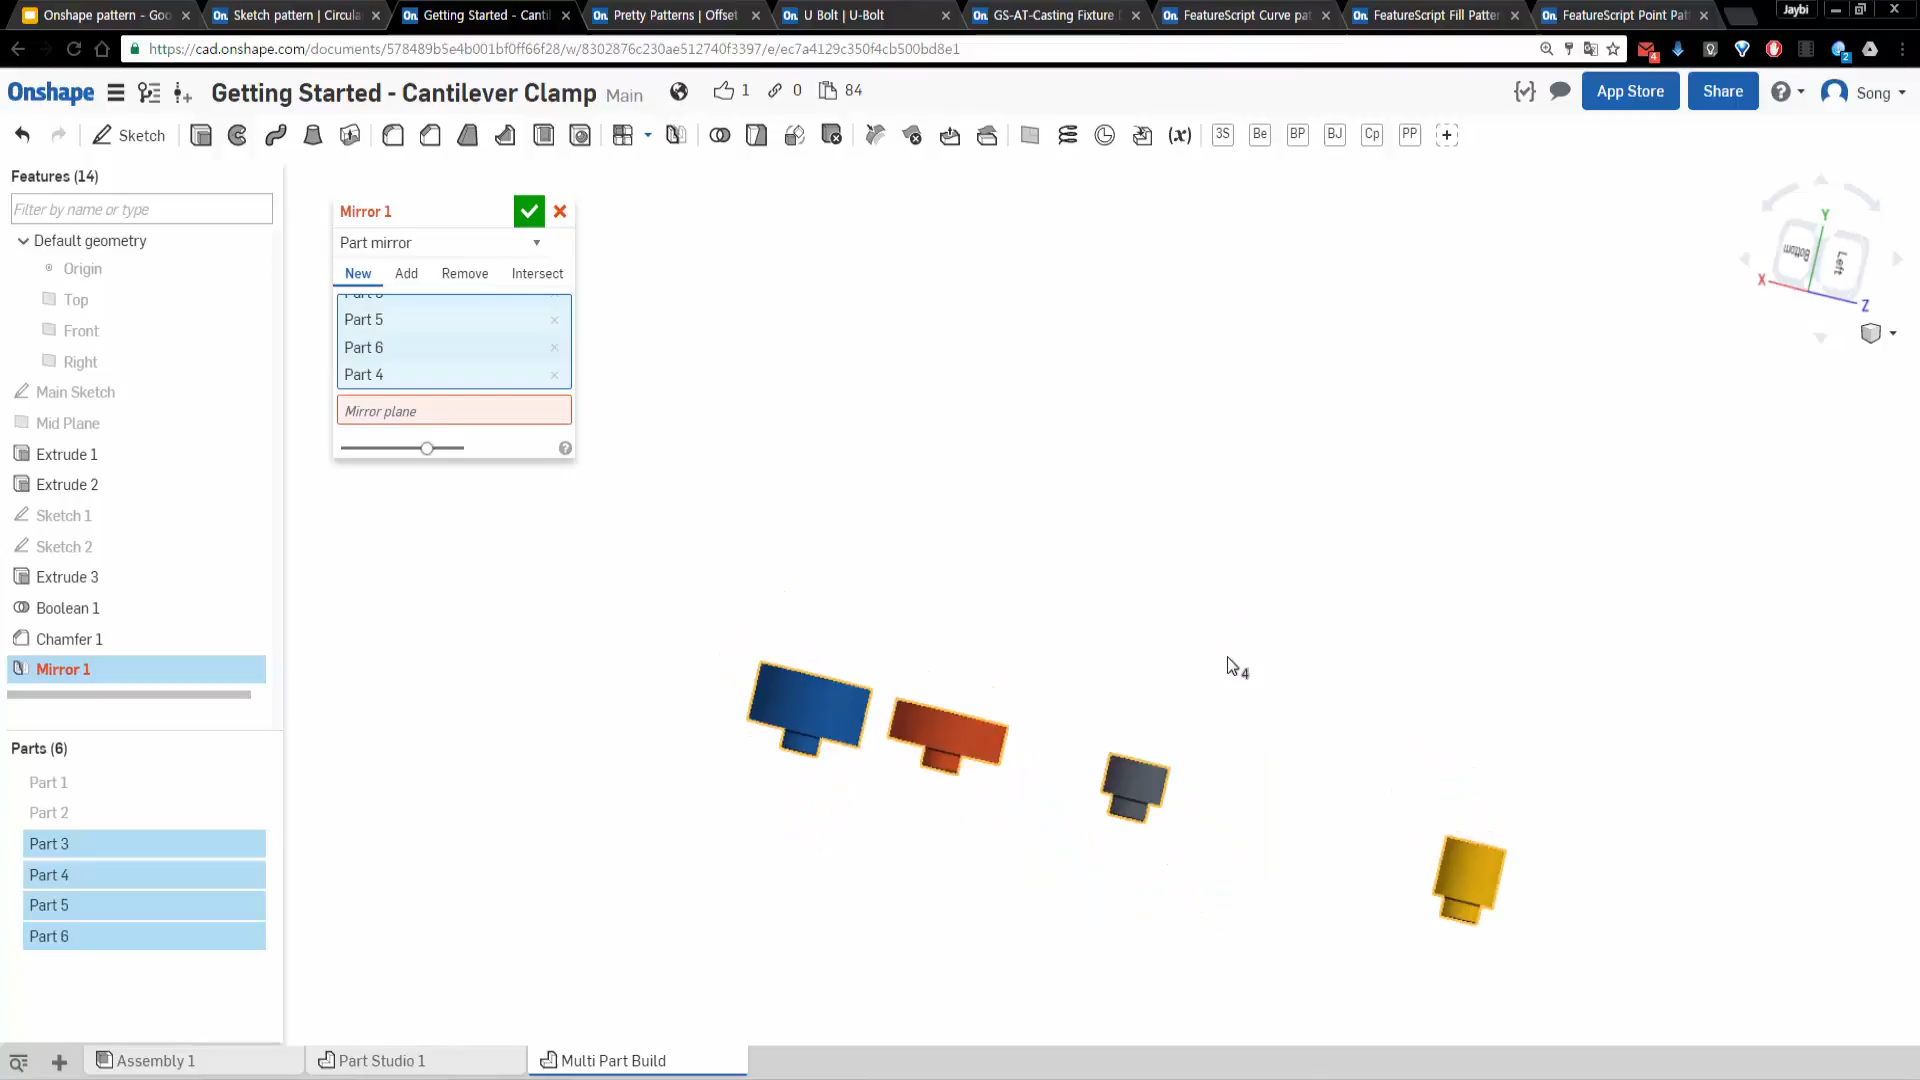 Onshape pattern - Goo
Sketch pattern | Circula
Getting Started - Canti
Pretty Patterns | Offset
U Bolt | U-Bolt
GS-AT-Casting Fixture
FeatureScript Curve pat
FeatureScript Fill Patter
FeatureScript Point Pat
Jaybi
https://cad.onshape.com/documents/578489b5e4b001bf0ff66f28/w/8302876c230ae512740f3397/e/ec7a4129c350f4cb500bd8e1
Onshape
Getting Started - Cantilever Clamp Main
1
0
84
App Store
Share
Song
Sketch
(x)
3S
Be
BP
BJ
Cp
PP
Features (14)
Filter by name or type
Default geometry
Origin
Top
Front
Right
Main Sketch
Mid Plane
Extrude 1
Extrude 2
Sketch 1
Sketch 2
Extrude 3
Boolean 1
Chamfer 1
Mirror 1
Parts (6)
Part 1
Part 2
Part 3
Part 4
Part 5
Part 6
Mirror 1
Part mirror
New Add Remove Intersect
Part 5
Part 6
Part 4
Mirror plane
Y
Bottom
Left
X
Z
4
Assembly 1
Part Studio 1
Multi Part Build